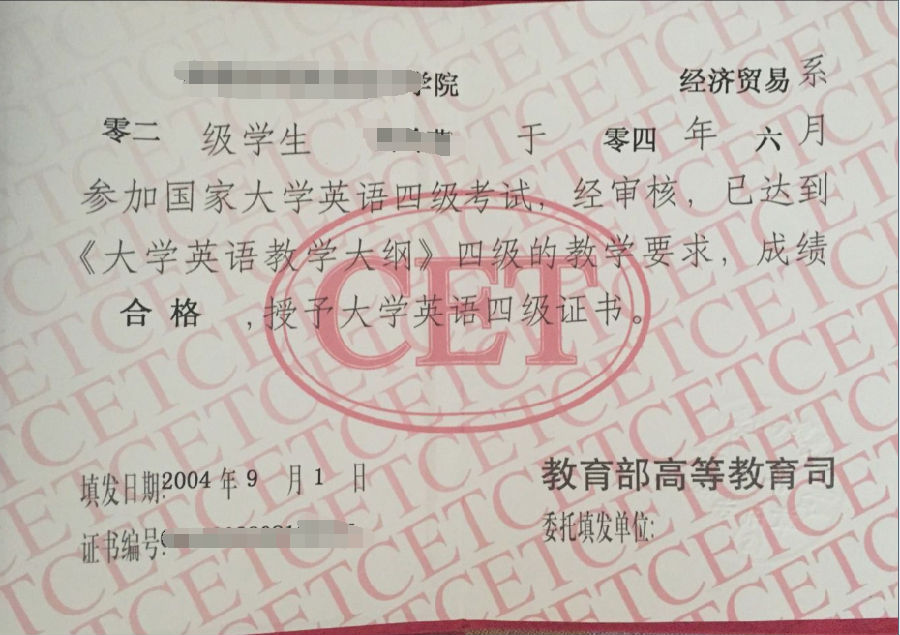 学院 经济贸易系
零二 级学生 于 零四 年 六 月
参加国家大学英语四级考试，经审核，已达到
《大学英语教学大纲》四级的教学要求，成绩
合格 ，授予大学英语四级证书。
CET
填发日期:2004年9月1日
教育部高等教育司
证书编号:
委托填发单位: